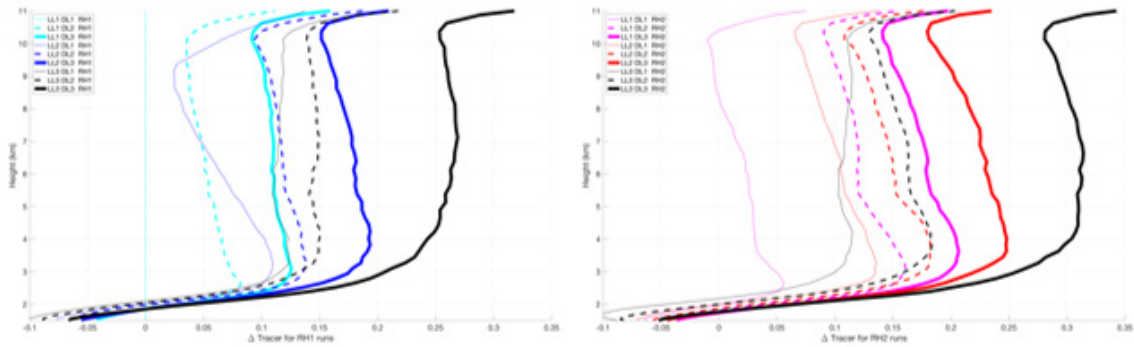 11
10
9
8
7
6
5
4
3
2
Height (km)
LL1 DL1 RH1
LL1 DL2 RH1
LL1 DL3 RH1
LL2 DL1 RH1
LL2 DL2 RH1
LL2 DL3 RH1
LL3 DL1 RH1
LL3 DL2 RH1
LL3 DL3 RH1
-0.1 -0.05 0 0.05 0.1 0.15 0.2 0.25 0.3 0.35
Δ Tracer for RH1 runs
11
10
9
8
7
6
5
4
3
2
Height (km)
LL1 DL1 RH2
LL1 DL2 RH2
LL1 DL3 RH2
LL2 DL1 RH2
LL2 DL2 RH2
LL2 DL3 RH2
LL3 DL1 RH2
LL3 DL2 RH2
LL3 DL3 RH2
-0.1 -0.05 0 0.05 0.1 0.15 0.2 0.25 0.3 0.35
Δ Tracer for RH2 runs